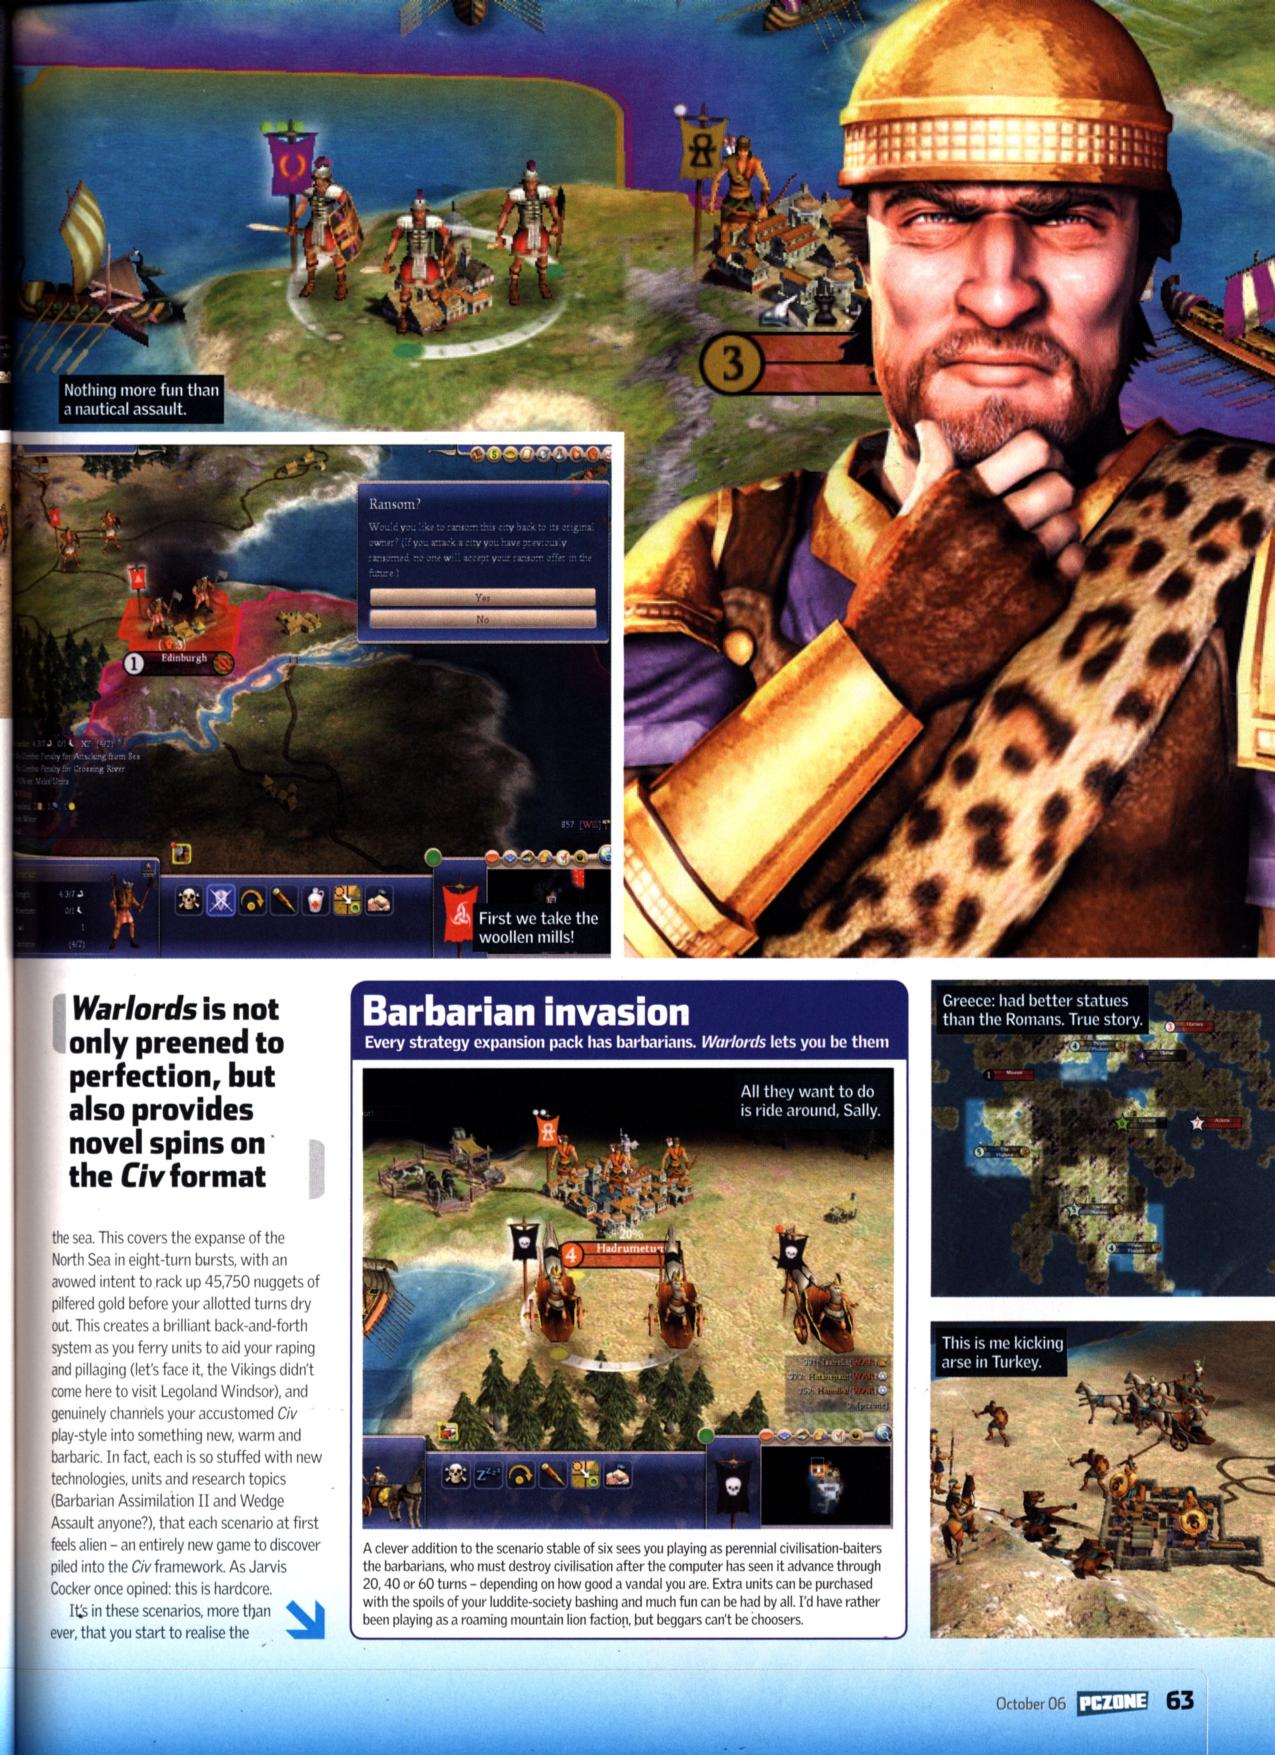 3
Nothing more fun than
a nautical assault.
Ransom?
Would you like to ransom this city back to its original
owner? (If you attack a city you have previously
ransomed, no one will accept your ransom offer in the
future.)
Yes
No
1 Edinburgh
Combat Penalty for Attacking from Sea
Combat Penalty for Crossing River
First we take the
woollen mills!
Warlords is not
only preened to
perfection, but
also provides
novel spins on
the Civ format
the sea. This covers the expanse of the
North Sea in eight-turn bursts, with an
avowed intent to rack up 45,750 nuggets of
pilfered gold before your allotted turns dry
out. This creates a brilliant back-and-forth
system as you ferry units to aid your raping
and pillaging (let's face it, the Vikings didn't
come here to visit Legoland Windsor), and
genuinely channels your accustomed Civ
play-style into something new, warm and
barbaric. In fact, each is so stuffed with new
technologies, units and research topics
(Barbarian Assimilation II and Wedge
Assault anyone?), that each scenario at first
feels alien – an entirely new game to discover
piled into the Civ framework. As Jarvis
Cocker once opined: this is hardcore.
It's in these scenarios, more than
ever, that you start to realise the
Barbarian invasion
Every strategy expansion pack has barbarians. Warlords lets you be them
All they want to do
is ride around, Sally.
20%
4 Hadrumetum
A clever addition to the scenario stable of six sees you playing as perennial civilisation-baiters
the barbarians, who must destroy civilisation after the computer has seen it advance through
20, 40 or 60 turns – depending on how good a vandal you are. Extra units can be purchased
with the spoils of your luddite-society bashing and much fun can be had by all. I'd have rather
been playing as a roaming mountain lion faction, but beggars can't be choosers.
Greece: had better statues
than the Romans. True story.
This is me kicking
arse in Turkey.
October 06 PCZONE 63